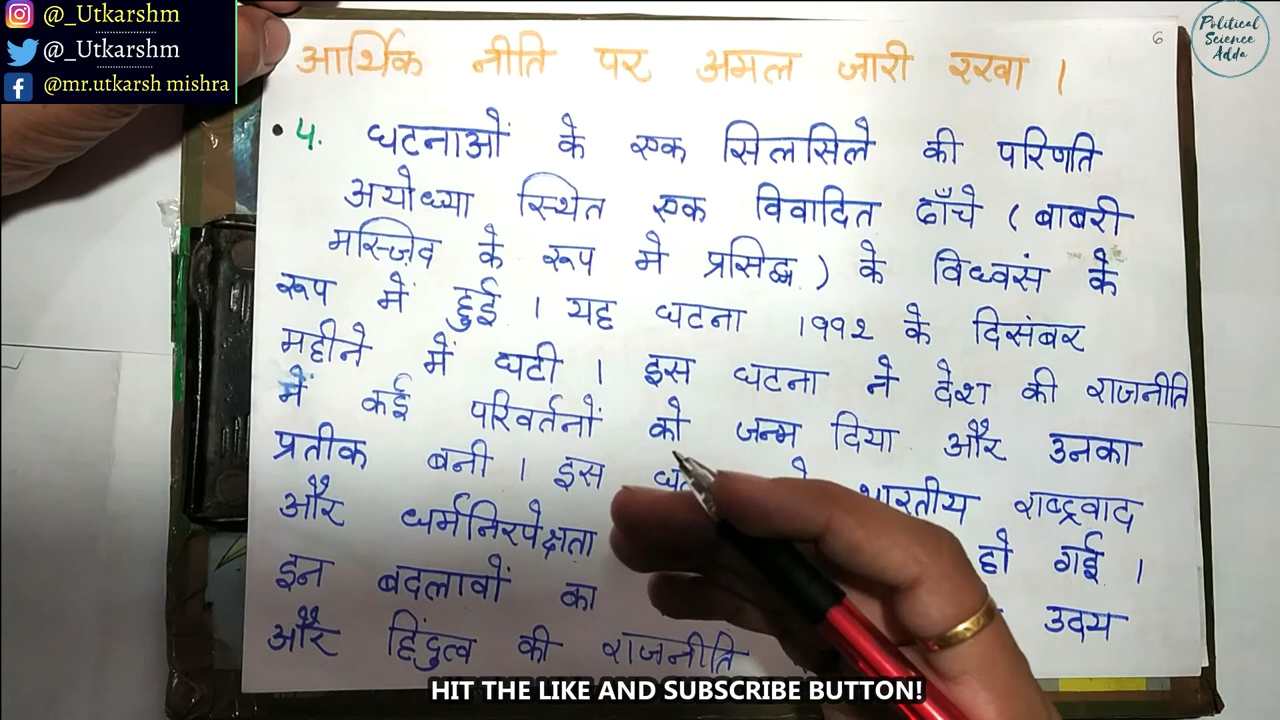 @_Utkarshm
@_Utkarshm
@mr.utkarsh mishra
Political
Science
Adda
6
आर्थिक नीति पर अमल जारी रखा ।
• 4. घटनाओं के एक सिलसिले की परिणति
अयोध्या स्थित एक विवादित ढाँचे ( बाबरी
मस्ज़िव के रूप मे प्रसिद्ध ) के विध्वसं के
रूप में हुई । यह घटना १९९२ के दिसंबर
महीने में घटी । इस घटना ने देश की राजनीति
में कई परिवर्तनों को जन्म दिया और उनका
प्रतीक बनी । इस भारतीय राष्ट्रवाद
और धर्मनिरपेक्षता हो गई ।
इन बदलावों का उदय
और हिंदुत्व की राजनीति
HIT THE LIKE AND SUBSCRIBE BUTTON!